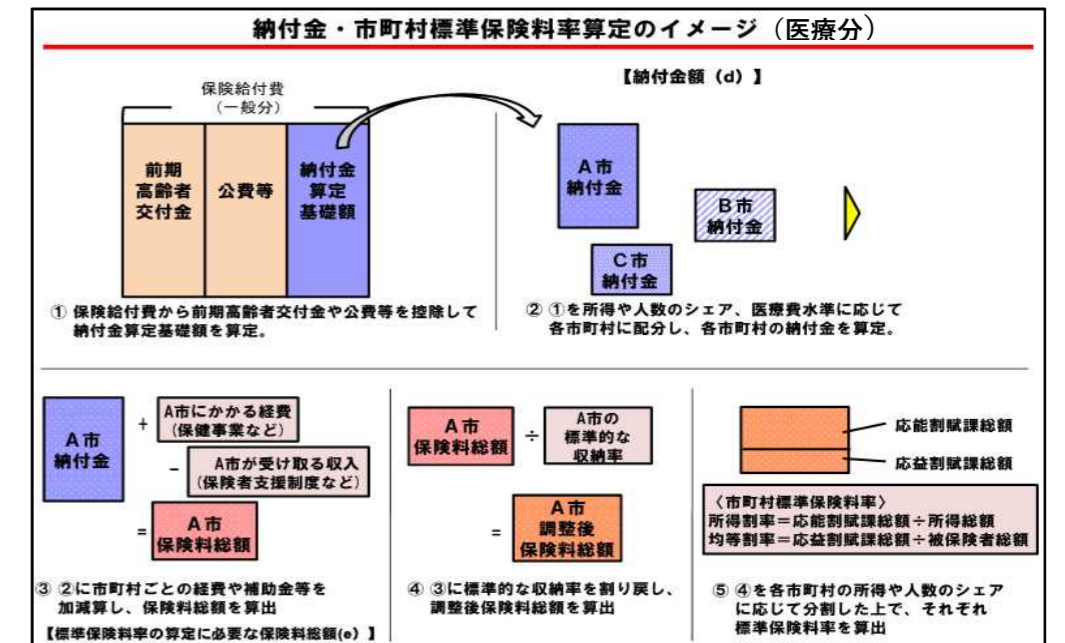 納付金・市町村標準保険料率算定のイメージ（医療分）
保険給付費
（一般分）
前期
高齢者
交付金
公費等
納付金
算定
基礎額
① 保険給付費から前期高齢者交付金や公費等を控除して
納付金算定基礎額を算定。
【納付金額（d）】
A市
納付金
B市
納付金
C市
納付金
② ①を所得や人数のシェア、医療費水準に応じて
各市町村に配分し、各市町村の納付金を算定。
A市
納付金
+
A市にかかる経費
（保健事業など）
-
A市が受け取る収入
（保険者支援制度など）
=
A市
保険料総額
③ ②に市町村ごとの経費や補助金等を
加減算し、保険料総額を算出
【標準保険料率の算定に必要な保険料総額(e)】
A市
保険料総額
÷
A市の
標準的な
収納率
=
A市
調整後
保険料総額
④ ③に標準的な収納率を割り戻し、
調整後保険料総額を算出
応能割賦課総額
応益割賦課総額
〈市町村標準保険料率〉
所得割率＝応能割賦課総額÷所得総額
均等割率＝応益割賦課総額÷被保険者総額
⑤ ④を各市町村の所得や人数のシェア
に応じて分割した上で、それぞれ
標準保険料率を算出